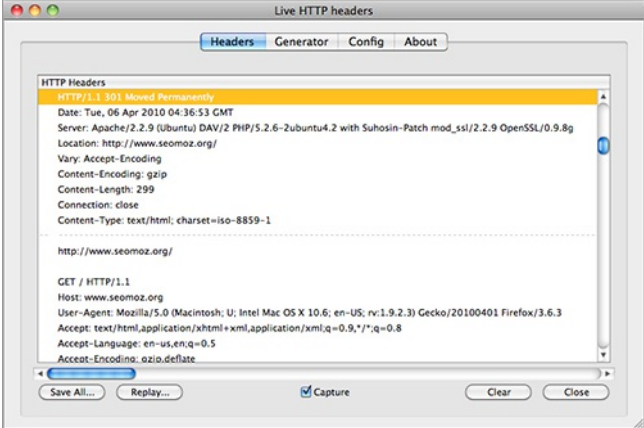 Live HTTP headers
Headers Generator Config About
HTTP Headers
HTTP/1.1 301 Moved Permanently
Date: Tue, 06 Apr 2010 04:36:53 GMT
Server: Apache/2.2.9 (Ubuntu) DAV/2 PHP/5.2.6-2ubuntu4.2 with Suhosin-Patch mod_ssl/2.2.9 OpenSSL/0.9.8g
Location: http://www.seomoz.org/
Vary: Accept-Encoding
Content-Encoding: gzip
Content-Length: 299
Connection: close
Content-Type: text/html; charset=iso-8859-1
http://www.seomoz.org/
GET / HTTP/1.1
Host: www.seomoz.org
User-Agent: Mozilla/5.0 (Macintosh; U; Intel Mac OS X 10.6; en-US; rv:1.9.2.3) Gecko/20100401 Firefox/3.6.3
Accept: text/html,application/xhtml+xml,application/xml;q=0.9,*/*;q=0.8
Accept-Language: en-us,en;q=0.5
Accept-Encoding: gzip,deflate
Save All... Replay... Capture Clear Close